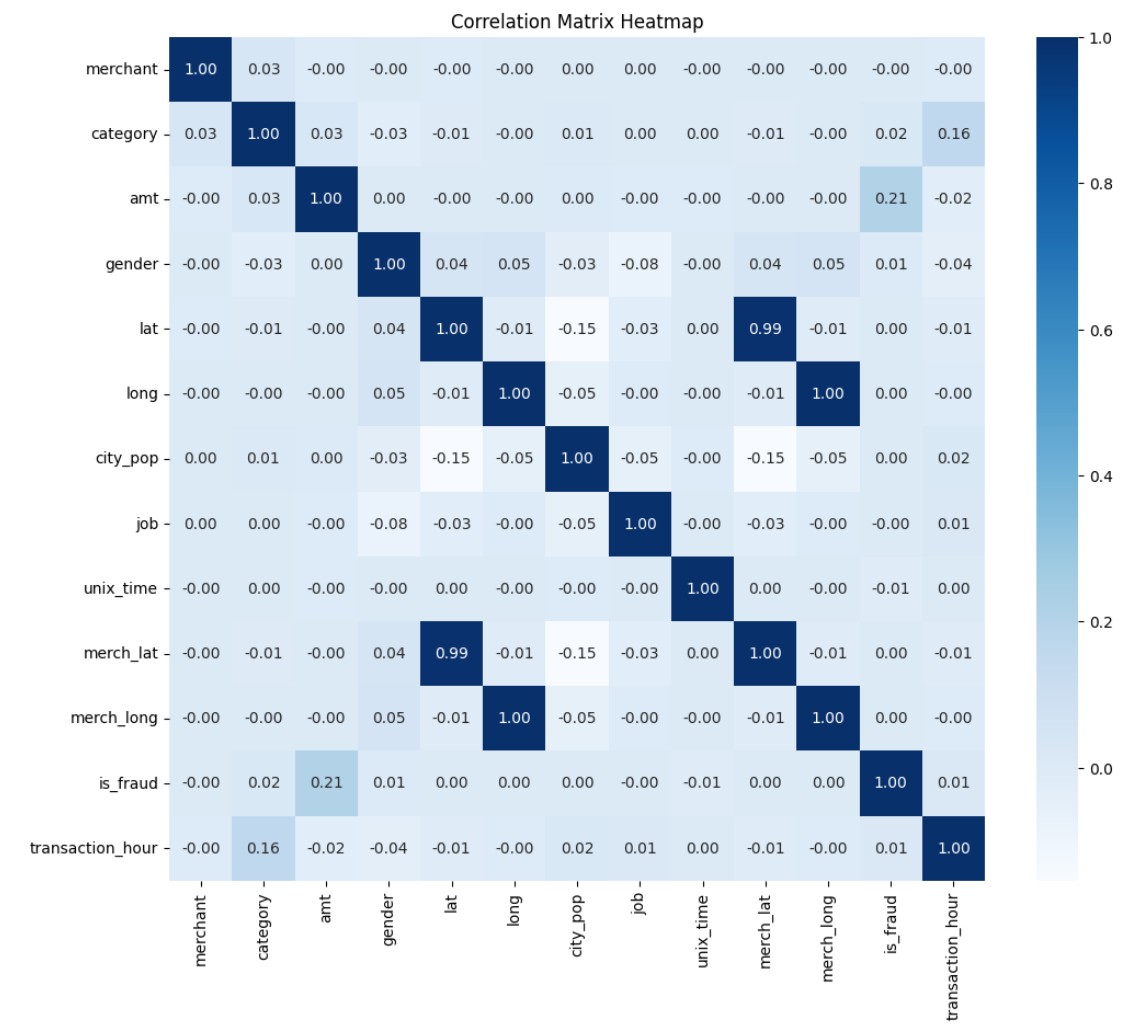 Correlation Matrix Heatmap
merchant 1.00 0.03 -0.00 -0.00 -0.00 -0.00 0.00 0.00 -0.00 -0.00 -0.00 -0.00 -0.00
category 0.03 1.00 0.03 -0.03 -0.01 -0.00 0.01 0.00 0.00 -0.01 -0.00 0.02 0.16
amt -0.00 0.03 1.00 0.00 -0.00 -0.00 0.00 -0.00 -0.00 -0.00 -0.00 0.21 -0.02
gender -0.00 -0.03 0.00 1.00 0.04 0.05 -0.03 -0.08 -0.00 0.04 0.05 0.01 -0.04
lat -0.00 -0.01 -0.00 0.04 1.00 -0.01 -0.15 -0.03 0.00 0.99 -0.01 0.00 -0.01
long -0.00 -0.00 -0.00 0.05 -0.01 1.00 -0.05 -0.00 -0.00 -0.01 1.00 0.00 -0.00
city_pop 0.00 0.01 0.00 -0.03 -0.15 -0.05 1.00 -0.05 -0.00 -0.15 -0.05 0.00 0.02
job 0.00 0.00 -0.00 -0.08 -0.03 -0.00 -0.05 1.00 -0.00 -0.03 -0.00 -0.00 0.01
unix_time -0.00 0.00 -0.00 -0.00 0.00 -0.00 -0.00 -0.00 1.00 0.00 -0.00 -0.01 0.00
merch_lat -0.00 -0.01 -0.00 0.04 0.99 -0.01 -0.15 -0.03 0.00 1.00 -0.01 0.00 -0.01
merch_long -0.00 -0.00 -0.00 0.05 -0.01 1.00 -0.05 -0.00 -0.00 -0.01 1.00 0.00 -0.00
is_fraud -0.00 0.02 0.21 0.01 0.00 0.00 0.00 -0.00 -0.01 0.00 0.00 1.00 0.01
transaction_hour -0.00 0.16 -0.02 -0.04 -0.01 -0.00 0.02 0.01 0.00 -0.01 -0.00 0.01 1.00
merchant category amt gender lat long city_pop job unix_time merch_lat merch_long is_fraud transaction_hour
1.0
0.8
0.6
0.4
0.2
0.0